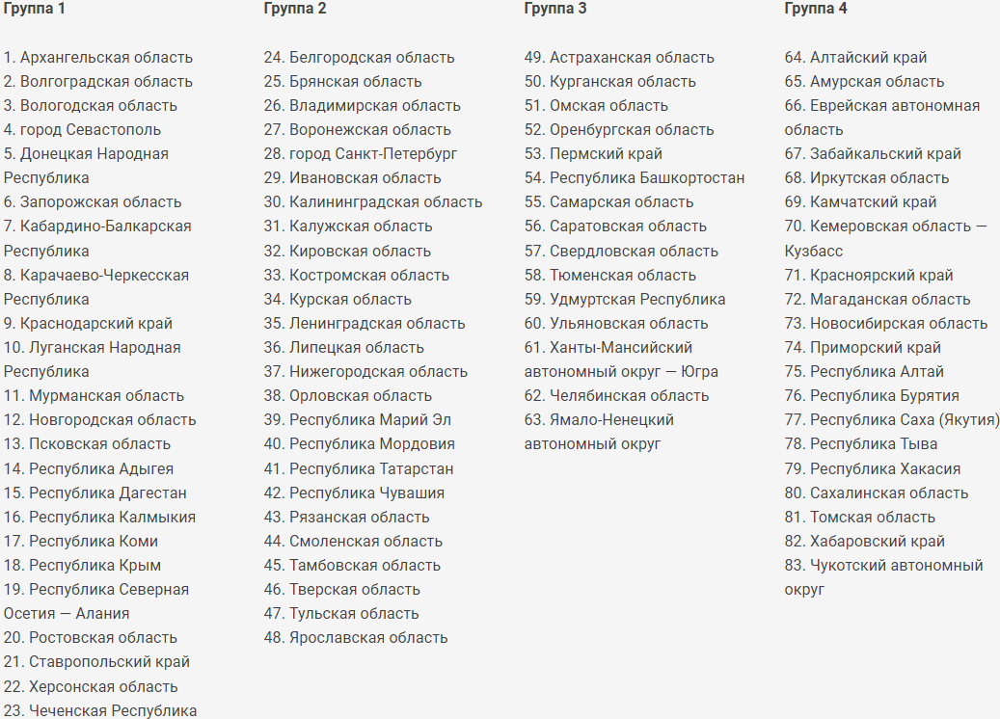 Группа 1
1. Архангельская область
2. Волгоградская область
3. Вологодская область
4. город Севастополь
5. Донецкая Народная
Республика
6. Запорожская область
7. Кабардино-Балкарская
Республика
8. Карачаево-Черкесская
Республика
9. Краснодарский край
10. Луганская Народная
Республика
11. Мурманская область
12. Новгородская область
13. Псковская область
14. Республика Адыгея
15. Республика Дагестан
16. Республика Калмыкия
17. Республика Коми
18. Республика Крым
19. Республика Северная
Осетия — Алания
20. Ростовская область
21. Ставропольский край
22. Херсонская область
23. Чеченская Республика
Группа 2
24. Белгородская область
25. Брянская область
26. Владимирская область
27. Воронежская область
28. город Санкт-Петербург
29. Ивановская область
30. Калининградская область
31. Калужская область
32. Кировская область
33. Костромская область
34. Курская область
35. Ленинградская область
36. Липецкая область
37. Нижегородская область
38. Орловская область
39. Республика Марий Эл
40. Республика Мордовия
41. Республика Татарстан
42. Республика Чувашия
43. Рязанская область
44. Смоленская область
45. Тамбовская область
46. Тверская область
47. Тульская область
48. Ярославская область
Группа 3
49. Астраханская область
50. Курганская область
51. Омская область
52. Оренбургская область
53. Пермский край
54. Республика Башкортостан
55. Самарская область
56. Саратовская область
57. Свердловская область
58. Тюменская область
59. Удмуртская Республика
60. Ульяновская область
61. Ханты-Мансийский
автономный округ — Югра
62. Челябинская область
63. Ямало-Ненецкий
автономный округ
Группа 4
64. Алтайский край
65. Амурская область
66. Еврейская автономная
область
67. Забайкальский край
68. Иркутская область
69. Камчатский край
70. Кемеровская область —
Кузбасс
71. Красноярский край
72. Магаданская область
73. Новосибирская область
74. Приморский край
75. Республика Алтай
76. Республика Бурятия
77. Республика Саха (Якутия)
78. Республика Тыва
79. Республика Хакасия
80. Сахалинская область
81. Томская область
82. Хабаровский край
83. Чукотский автономный
округ